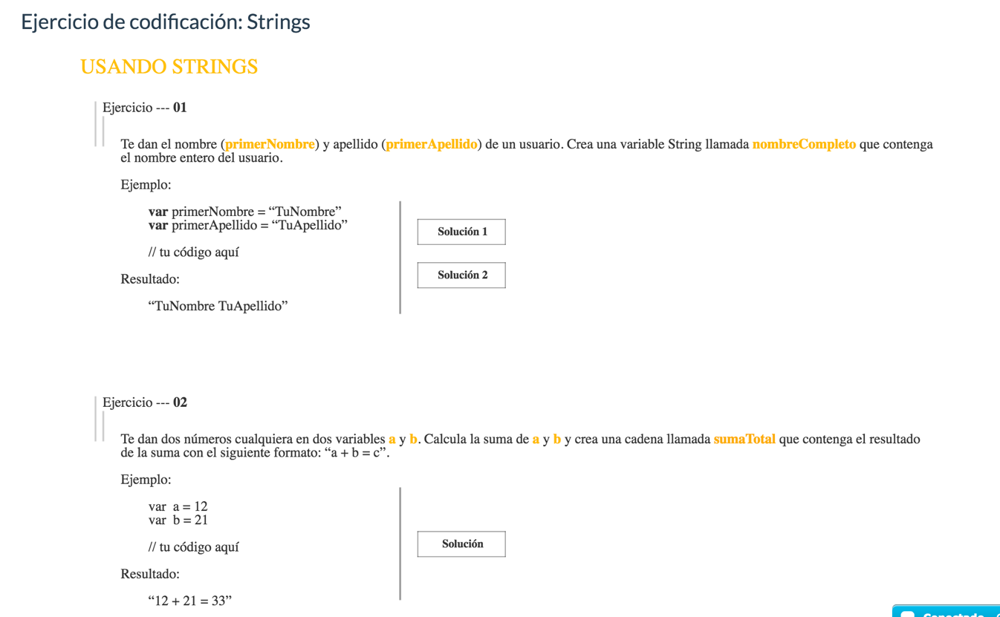 Ejercicio de codificación: Strings
USANDO STRINGS
Ejercicio --- 01
Te dan el nombre (primerNombre) y apellido (primerApellido) de un usuario. Crea una variable String llamada nombreCompleto que contenga
el nombre entero del usuario.
Ejemplo:
var primerNombre = “TuNombre”
var primerApellido = “TuApellido”
// tu código aquí
Resultado:
“TuNombre TuApellido”
Solución 1
Solución 2
Ejercicio --- 02
Te dan dos números cualquiera en dos variables a y b. Calcula la suma de a y b y crea una cadena llamada sumaTotal que contenga el resultado
de la suma con el siguiente formato: “a + b = c”.
Ejemplo:
var  a = 12
var  b = 21
// tu código aquí
Resultado:
“12 + 21 = 33”
Solución